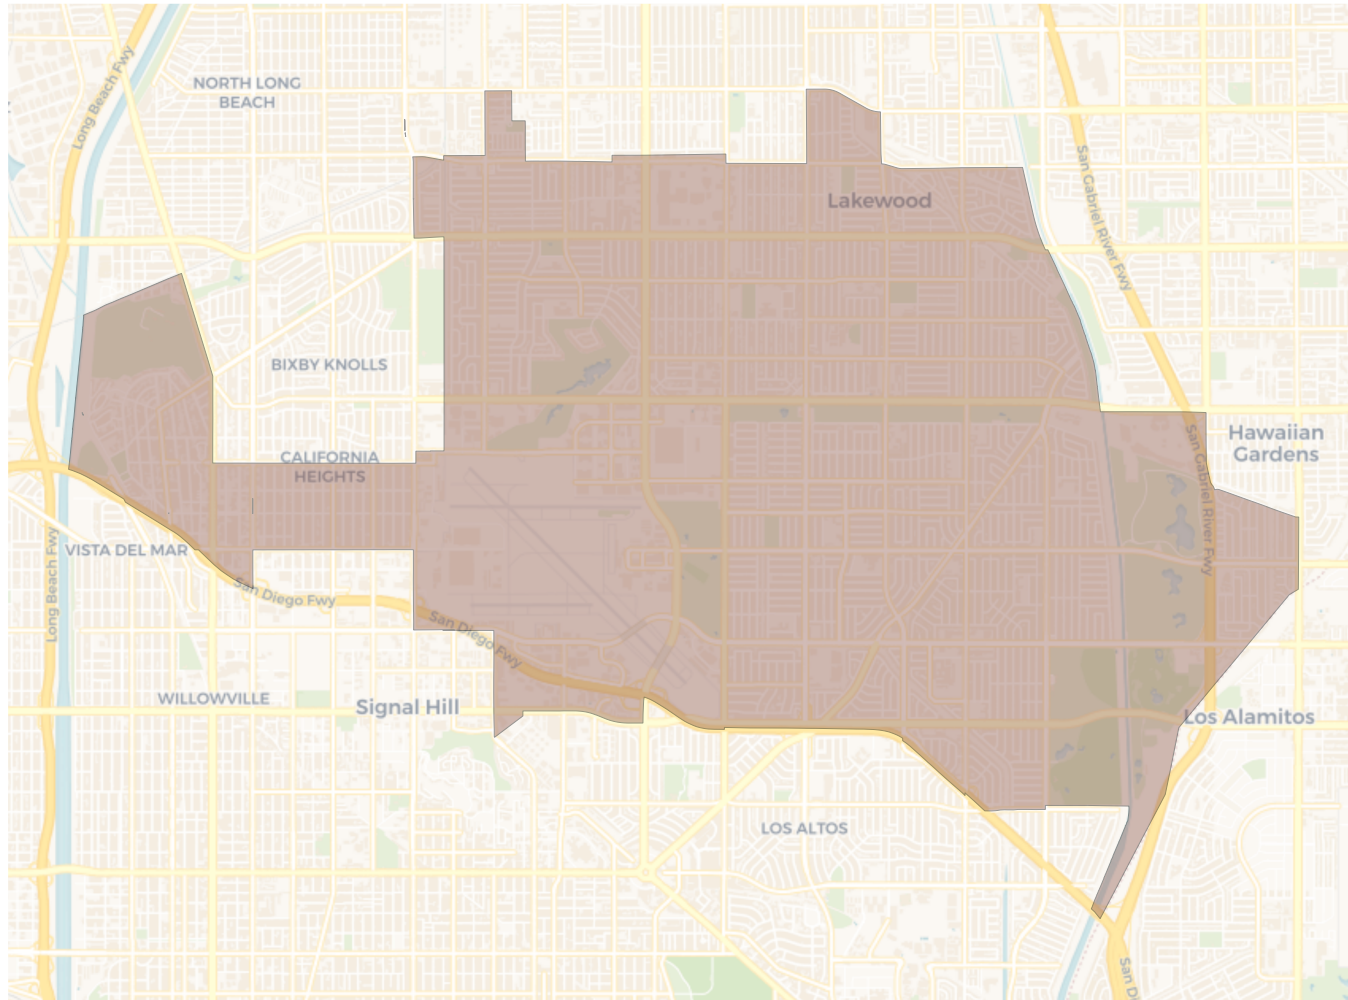 NORTH LONG
BEACH
Long Beach Fwy
San Gabriel River Fwy
Lakewood
BIXBY KNOLLS
Hawaiian
Gardens
CALIFORNIA
HEIGHTS
San Gabriel River Fwy
VISTA DEL MAR
Long Beach Fwy
San Diego Fwy
San Diego Fwy
WILLOWVILLE
Signal Hill
Los Alamitos
LOS ALTOS
San Di